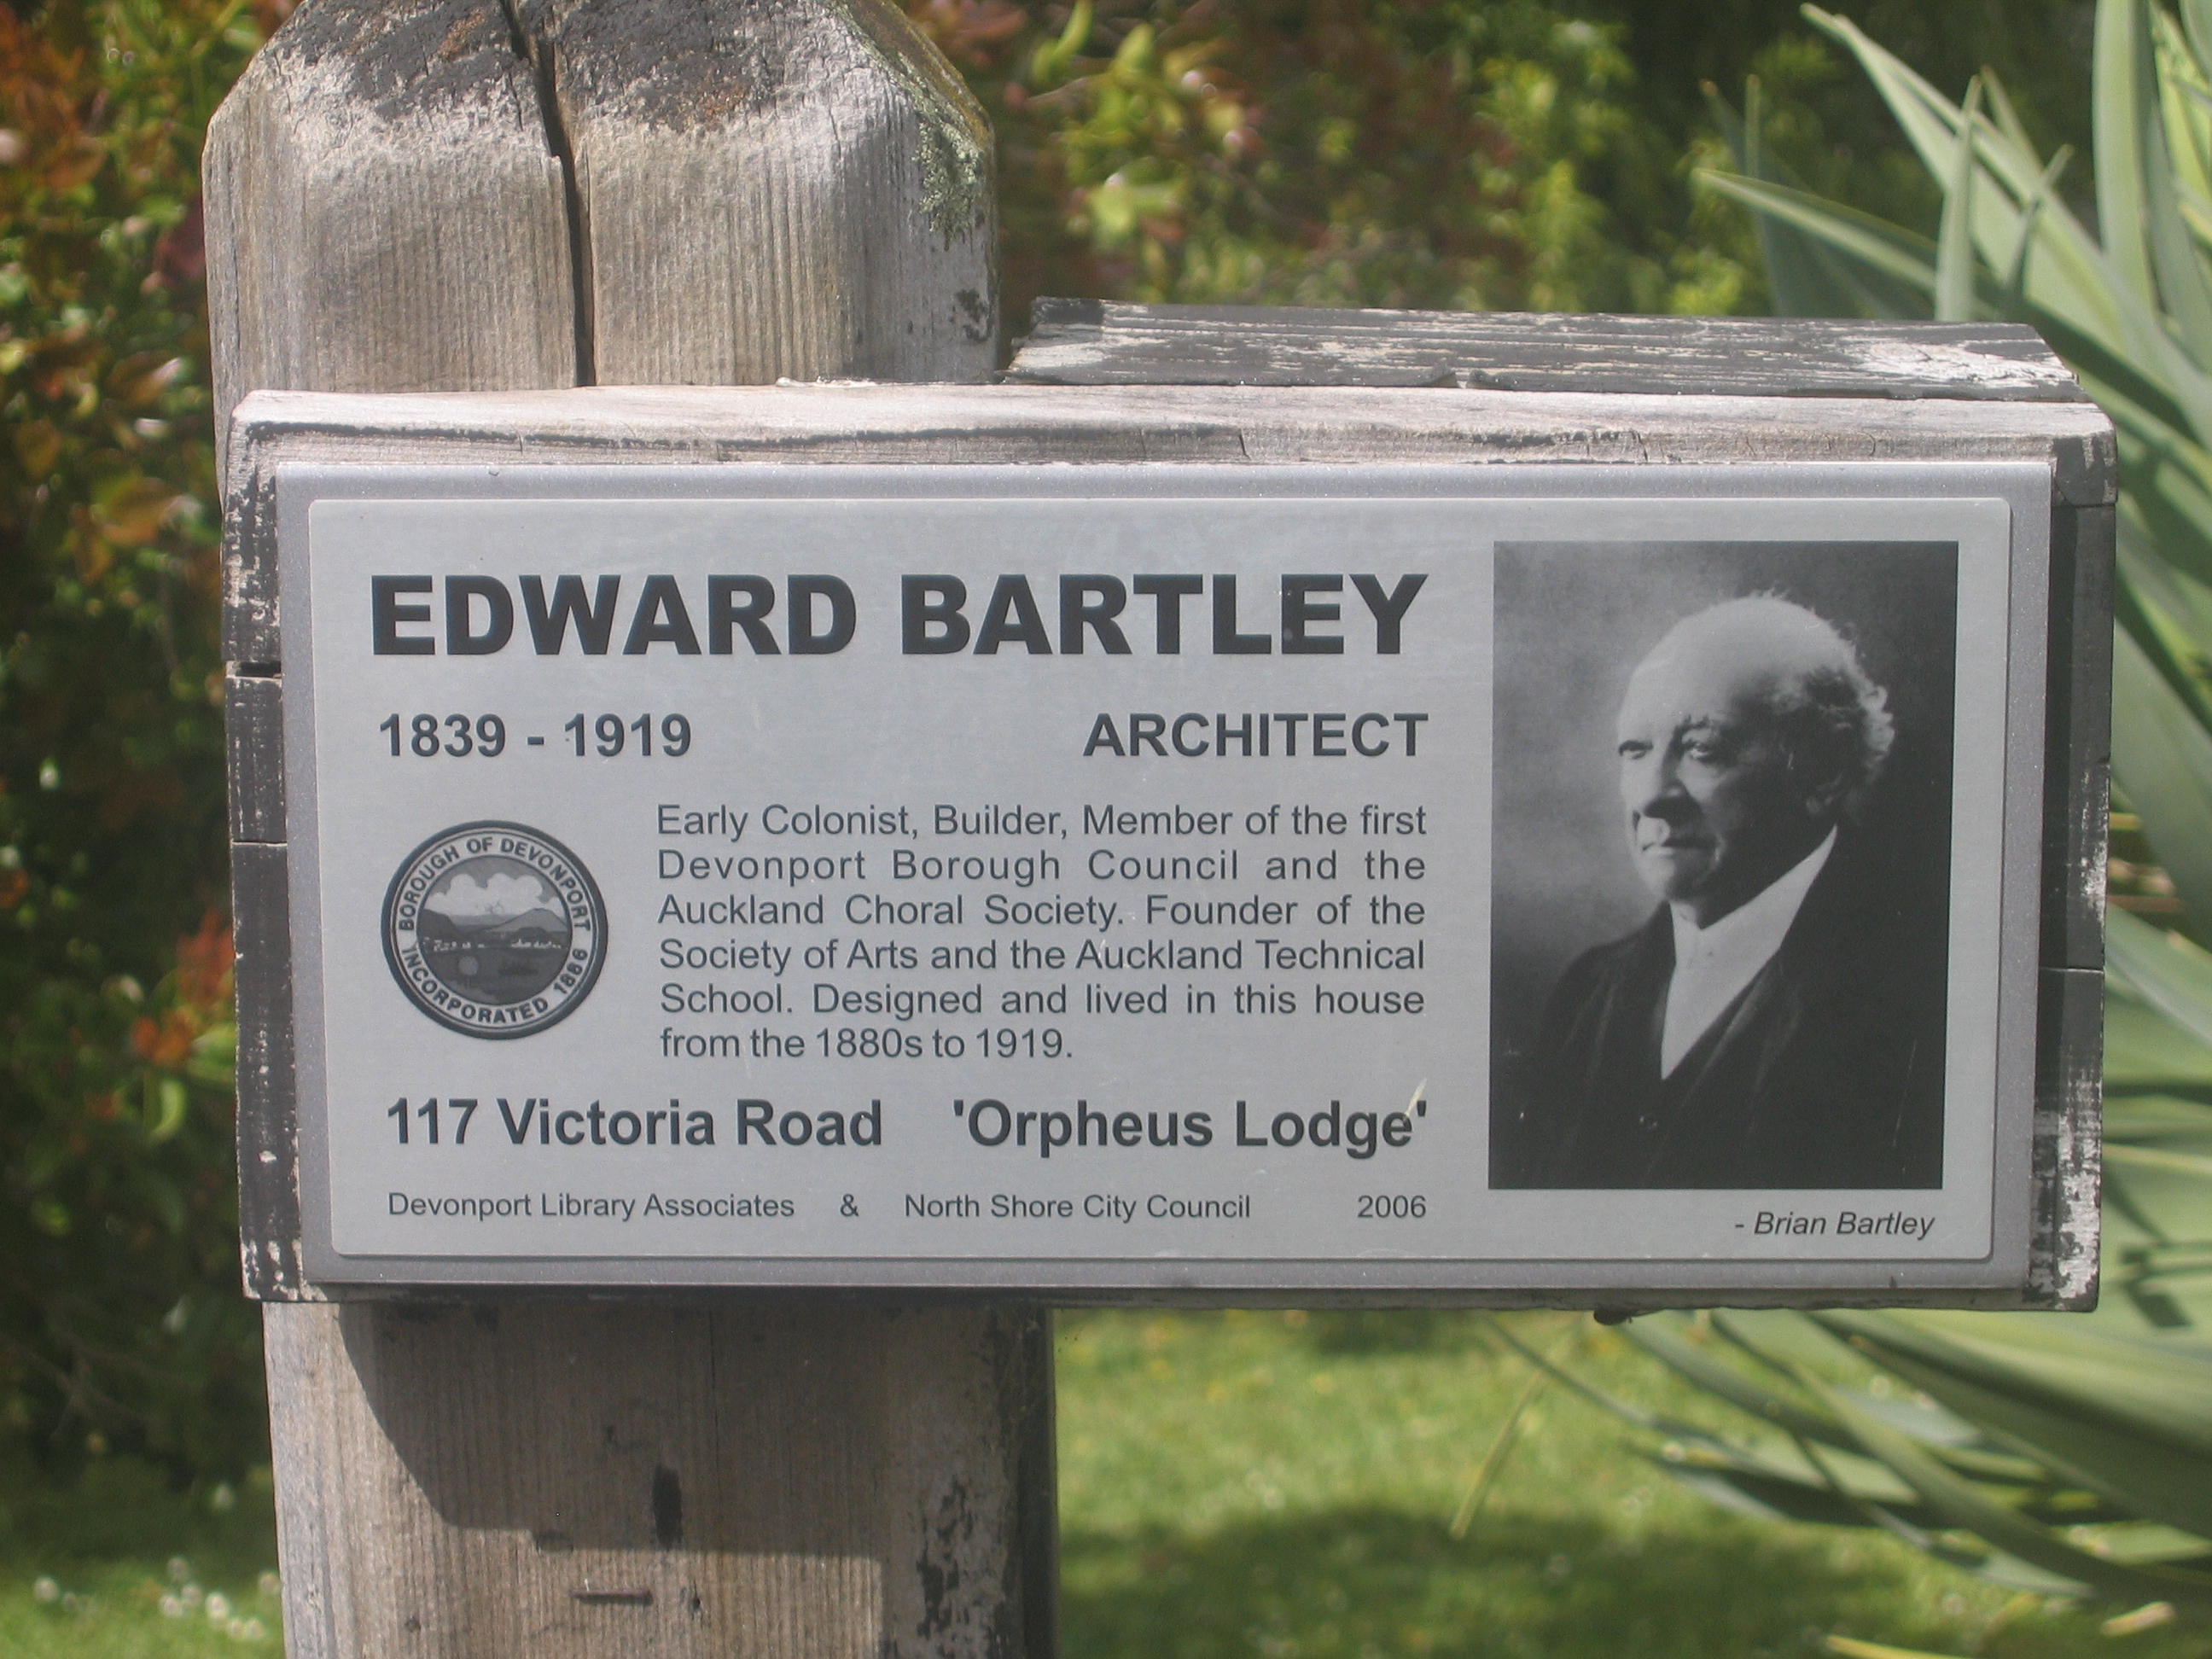 EDWARD BARTLEY
1839 - 1919 ARCHITECT
Early Colonist, Builder, Member of the first
Devonport Borough Council and the
Auckland Choral Society. Founder of the
Society of Arts and the Auckland Technical
School. Designed and lived in this house
from the 1880s to 1919.
BOROUGH OF DEVONPORT
INCORPORATED 1886
117 Victoria Road 'Orpheus Lodge'
Devonport Library Associates & North Shore City Council 2006
- Brian Bartley